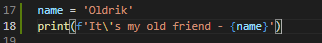 17 name = 'Oldrik'
18 print(f'It\'s my old friend - {name}')